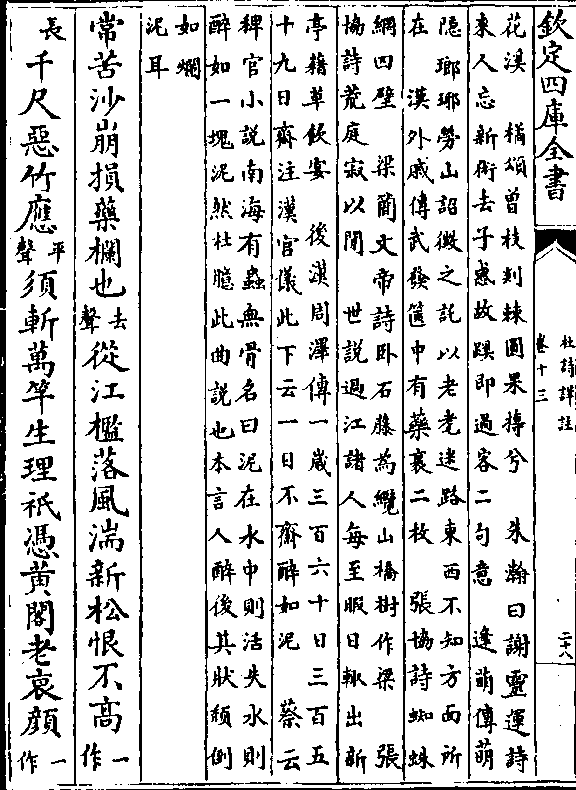 欽定四庫全書
杜詩詳註
卷十三
二十八
花溪　橘頌曾枝剡棘圓果摶兮　朱瀚曰謝靈運詩
來人忘新術去子惑故蹊即過客二句意　逢萌傳萌
隱瑯琊勞山詔徵之託以老耄迷路東西不知方面所
在　漢外戚傳武發篋中有藥裹二枚　張協詩蜘蛛
網四壁　梁簡文帝詩卧石藤為纜山橋樹作梁　張
協詩荒庭寂以閒　世說過江諸人每至暇日輒出新
亭藉草飲宴　後漢周澤傳一歲三百六十日三百五
十九日齋注漢官儀此下云一日不齋醉如泥　蔡云
稗官小說南海有蟲無骨名曰泥在水中則活失水則
醉如一塊泥然杜臆此曲說也本言人醉後其狀頹倒
如爛
泥耳
常苦沙崩損藥欄也去聲從江檻落風湍新松恨不高一作
長千尺惡竹應平聲須斬萬竿生理祇憑黃閣老衰顏一作